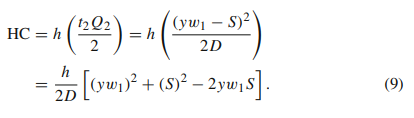 HC = h ( t₂Q₂ / 2 ) = h ( (yw₁ − S)² / 2D )
= h / 2D [ (yw₁)² + (S)² − 2yw₁S ] . (9)